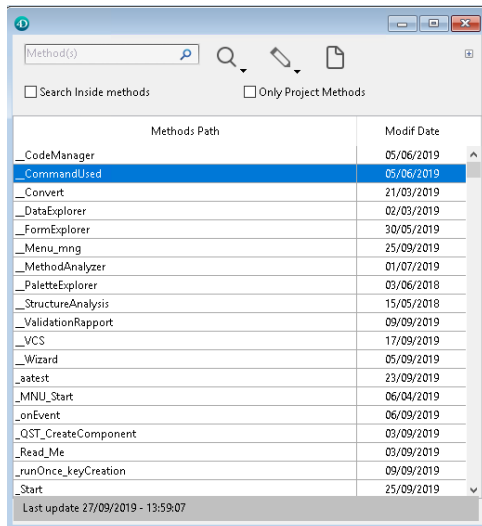 4D
Method(s)
Search Inside methods Only Project Methods
Methods Path Modif Date
__CodeManager 05/06/2019
__CommandUsed 05/06/2019
__Convert 21/03/2019
__DataExplorer 02/03/2019
__FormExplorer 30/05/2019
__Menu_mng 25/09/2019
__MethodAnalyzer 01/07/2019
__PaletteExplorer 03/06/2018
__StructureAnalysis 15/05/2018
__ValidationRapport 09/09/2019
__VCS 17/09/2019
__Wizard 05/09/2019
_aatest 23/09/2019
_MNU_Start 06/04/2019
_onEvent 06/09/2019
_QST_CreateComponent 03/09/2019
_Read_Me 03/09/2019
_runOnce_keyCreation 09/09/2019
_Start 25/09/2019
Last update 27/09/2019 - 13:59:07